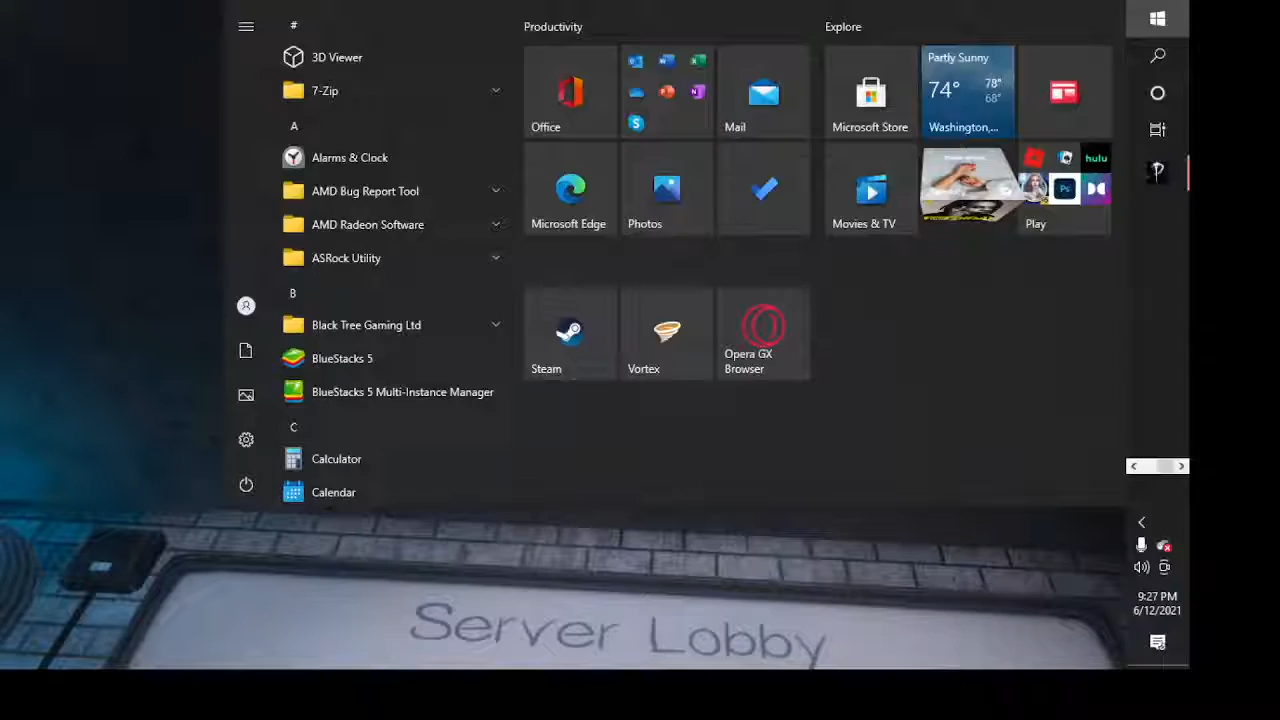 #
3D Viewer
7-Zip
A
Alarms & Clock
AMD Bug Report Tool
AMD Radeon Software
ASRock Utility
B
Black Tree Gaming Ltd
BlueStacks 5
BlueStacks 5 Multi-Instance Manager
C
Calculator
Calendar
Productivity
Office
Mail
Microsoft Edge
Photos
Steam
Vortex
Opera GX
Browser
Explore
Microsoft Store
Partly Sunny
74° 78°
68°
Washington,...
Movies & TV
hulu
Ps
Play
9:27 PM
6/12/2021
Server Lobby